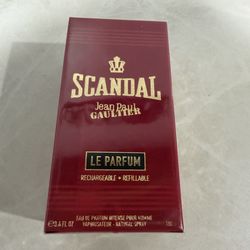 SCANDAL
Jean Paul
GAULTIER
LE PARFUM
RECHARGEABLE • REFILLABLE
EAU DE PARFUM INTENSE POUR HOMME
VAPORISATEUR - NATURAL SPRAY